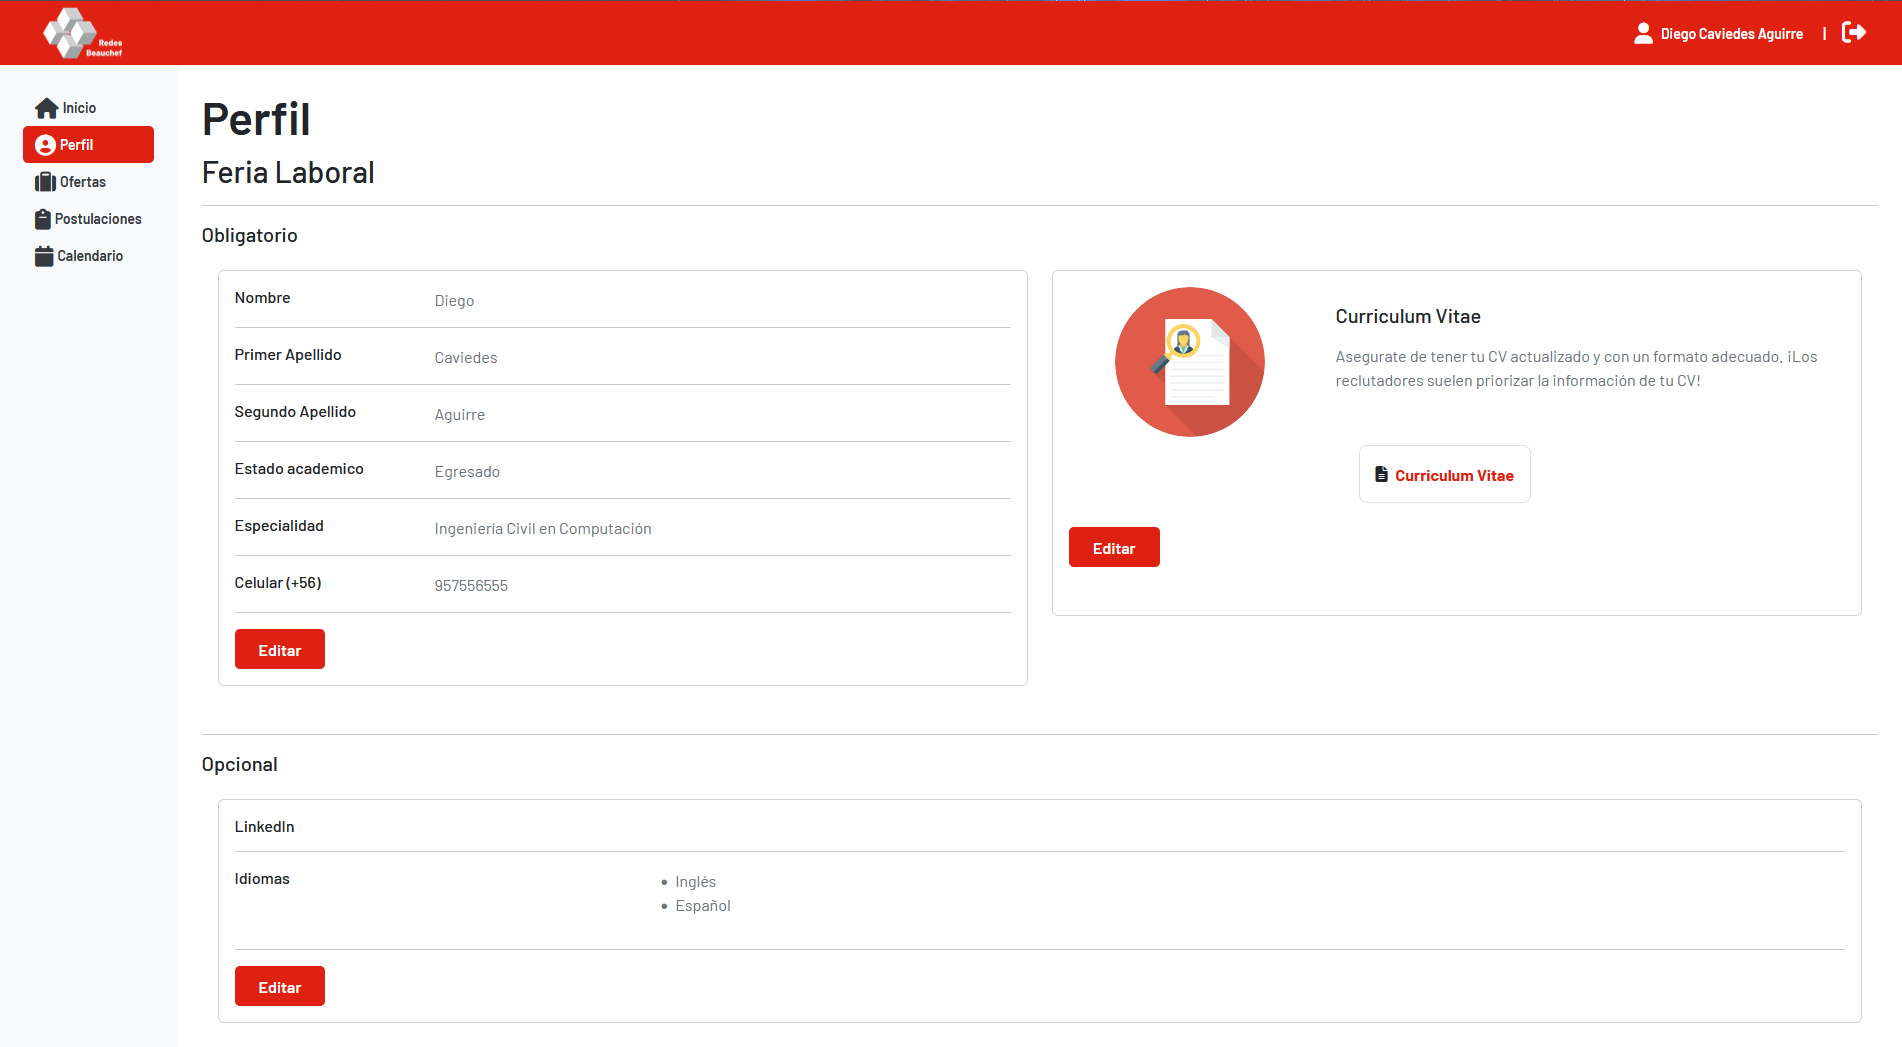 Redes
Beauchef
Diego Caviedes Aguirre
|
Inicio
Perfil
Ofertas
Postulaciones
Calendario
Perfil
Feria Laboral
Obligatorio
Nombre Diego
Primer Apellido Caviedes
Segundo Apellido Aguirre
Estado academico Egresado
Especialidad Ingeniería Civil en Computación
Celular (+56) 957556555
Editar
Curriculum Vitae
Asegurate de tener tu CV actualizado y con un formato adecuado. ¡Los
reclutadores suelen priorizar la información de tu CV!
Curriculum Vitae
Editar
Opcional
LinkedIn
Idiomas
• Inglés
• Español
Editar